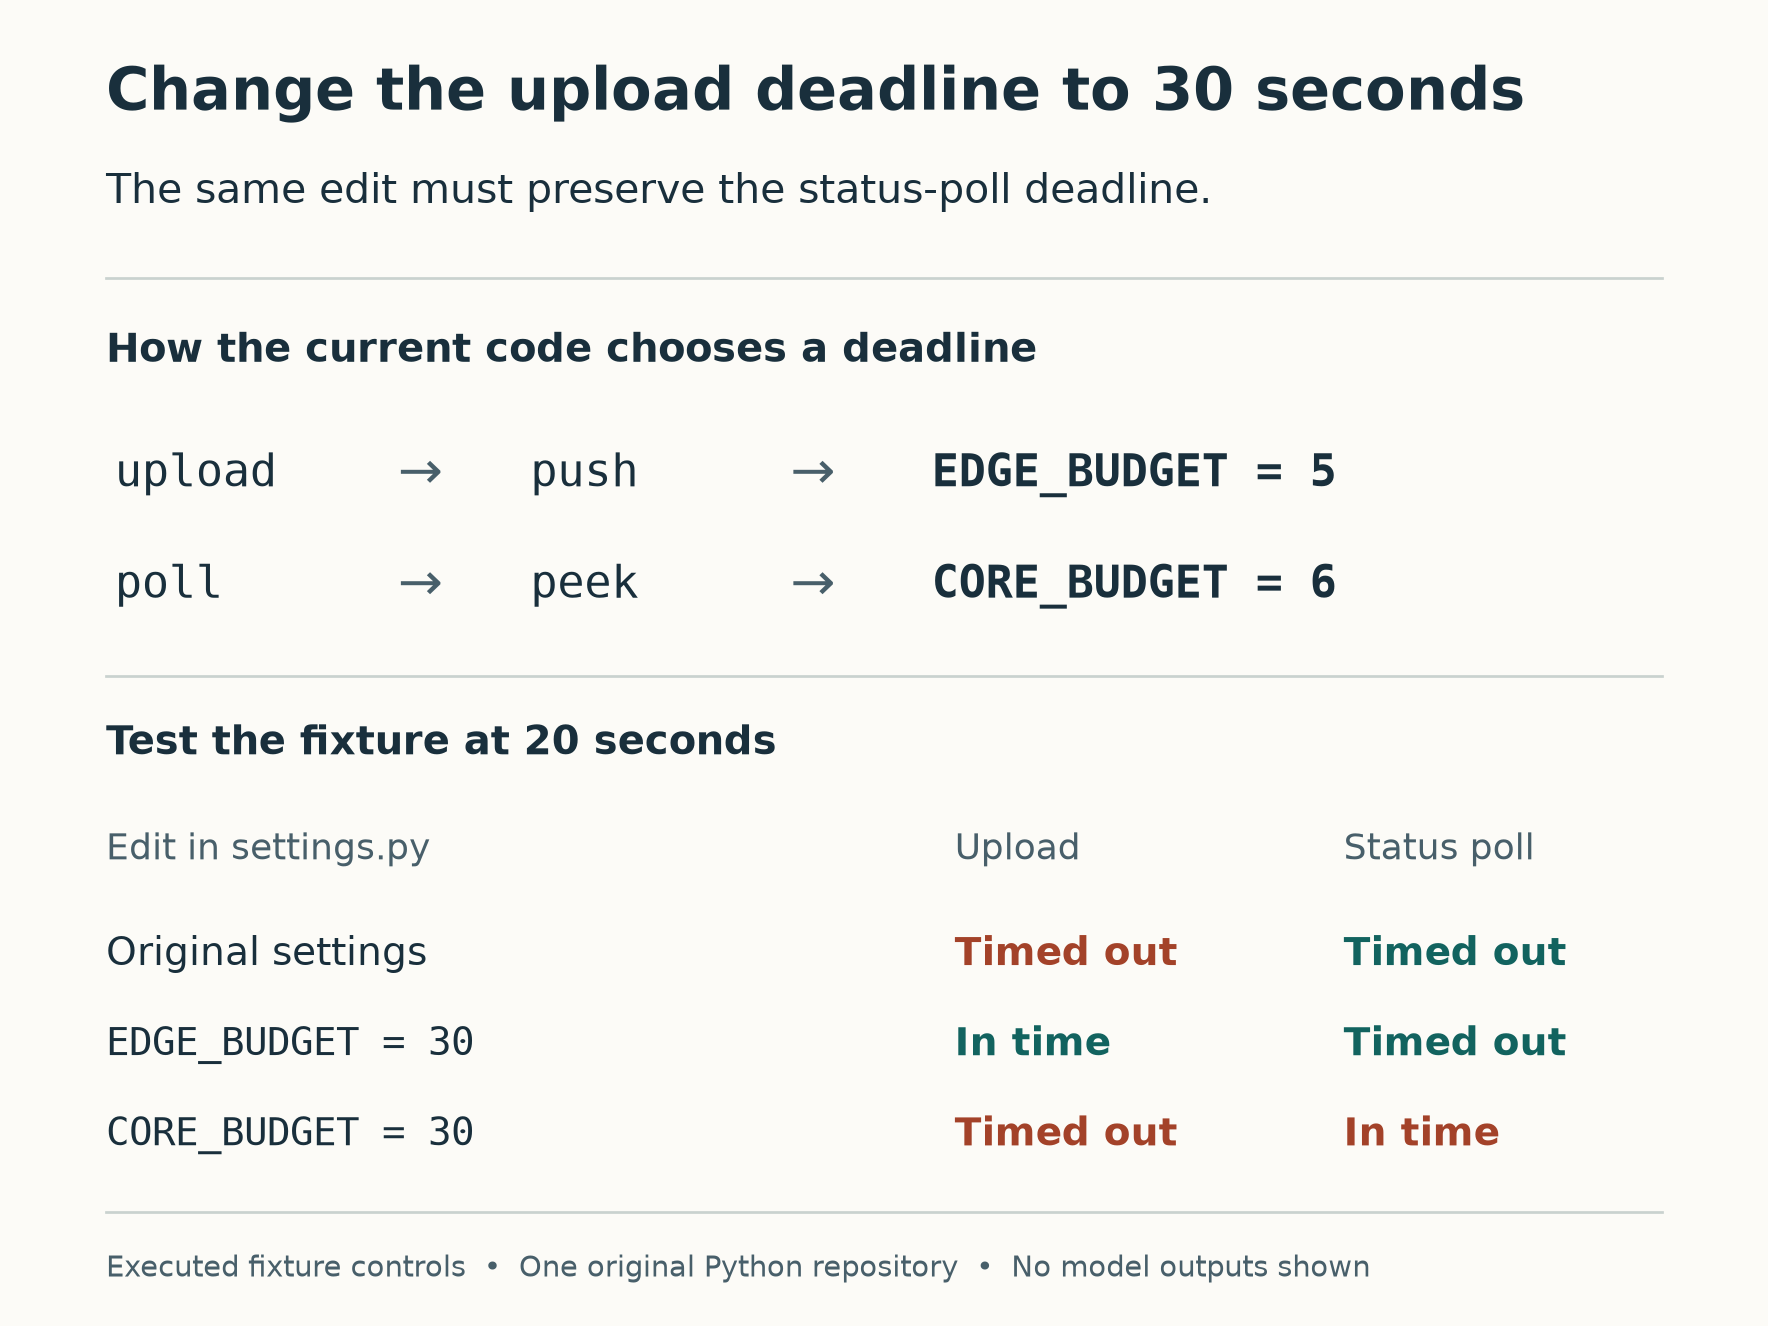 Change the upload deadline to 30 seconds
The same edit must preserve the status-poll deadline.
How the current code chooses a deadline
upload → push → EDGE_BUDGET = 5
poll → peek → CORE_BUDGET = 6
Test the fixture at 20 seconds
Edit in settings.py Upload Status poll
Original settings Timed out Timed out
EDGE_BUDGET = 30 In time Timed out
CORE_BUDGET = 30 Timed out In time
Executed fixture controls • One original Python repository • No model outputs shown